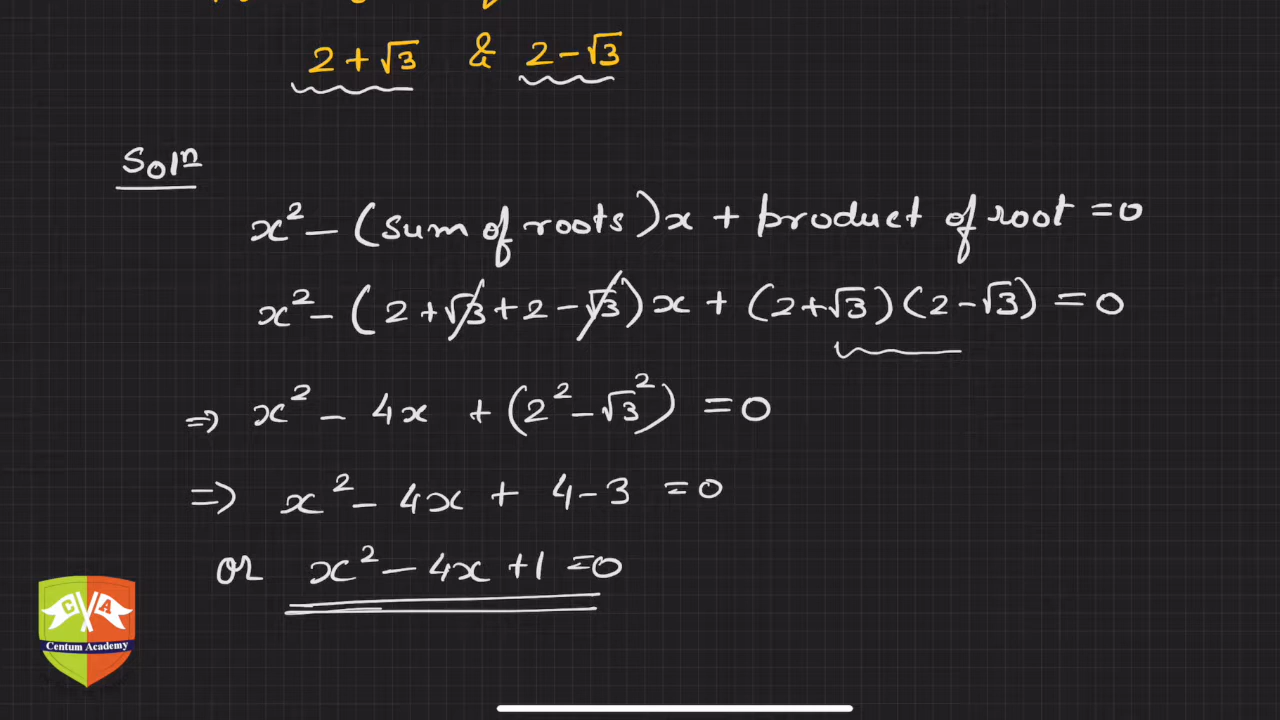 2 + √3 & 2 - √3
Solⁿ
x² - (sum of roots)x + product of root = 0
x² - (2 + √3 + 2 - √3)x + (2 + √3)(2 - √3) = 0
⇒ x² - 4x + (2² - √3²) = 0
⇒ x² - 4x + 4 - 3 = 0
or x² - 4x + 1 = 0
C A
Centum Academy